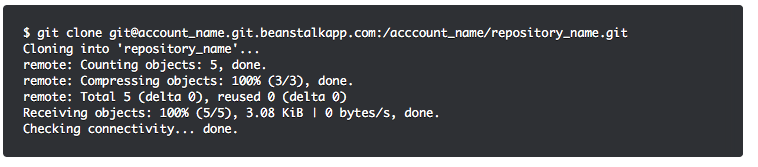 $ git clone git@account_name.git.beanstalkapp.com:/acccount_name/repository_name.git
Cloning into 'repository_name'...
remote: Counting objects: 5, done.
remote: Compressing objects: 100% (3/3), done.
remote: Total 5 (delta 0), reused 0 (delta 0)
Receiving objects: 100% (5/5), 3.08 KiB | 0 bytes/s, done.
Checking connectivity... done.